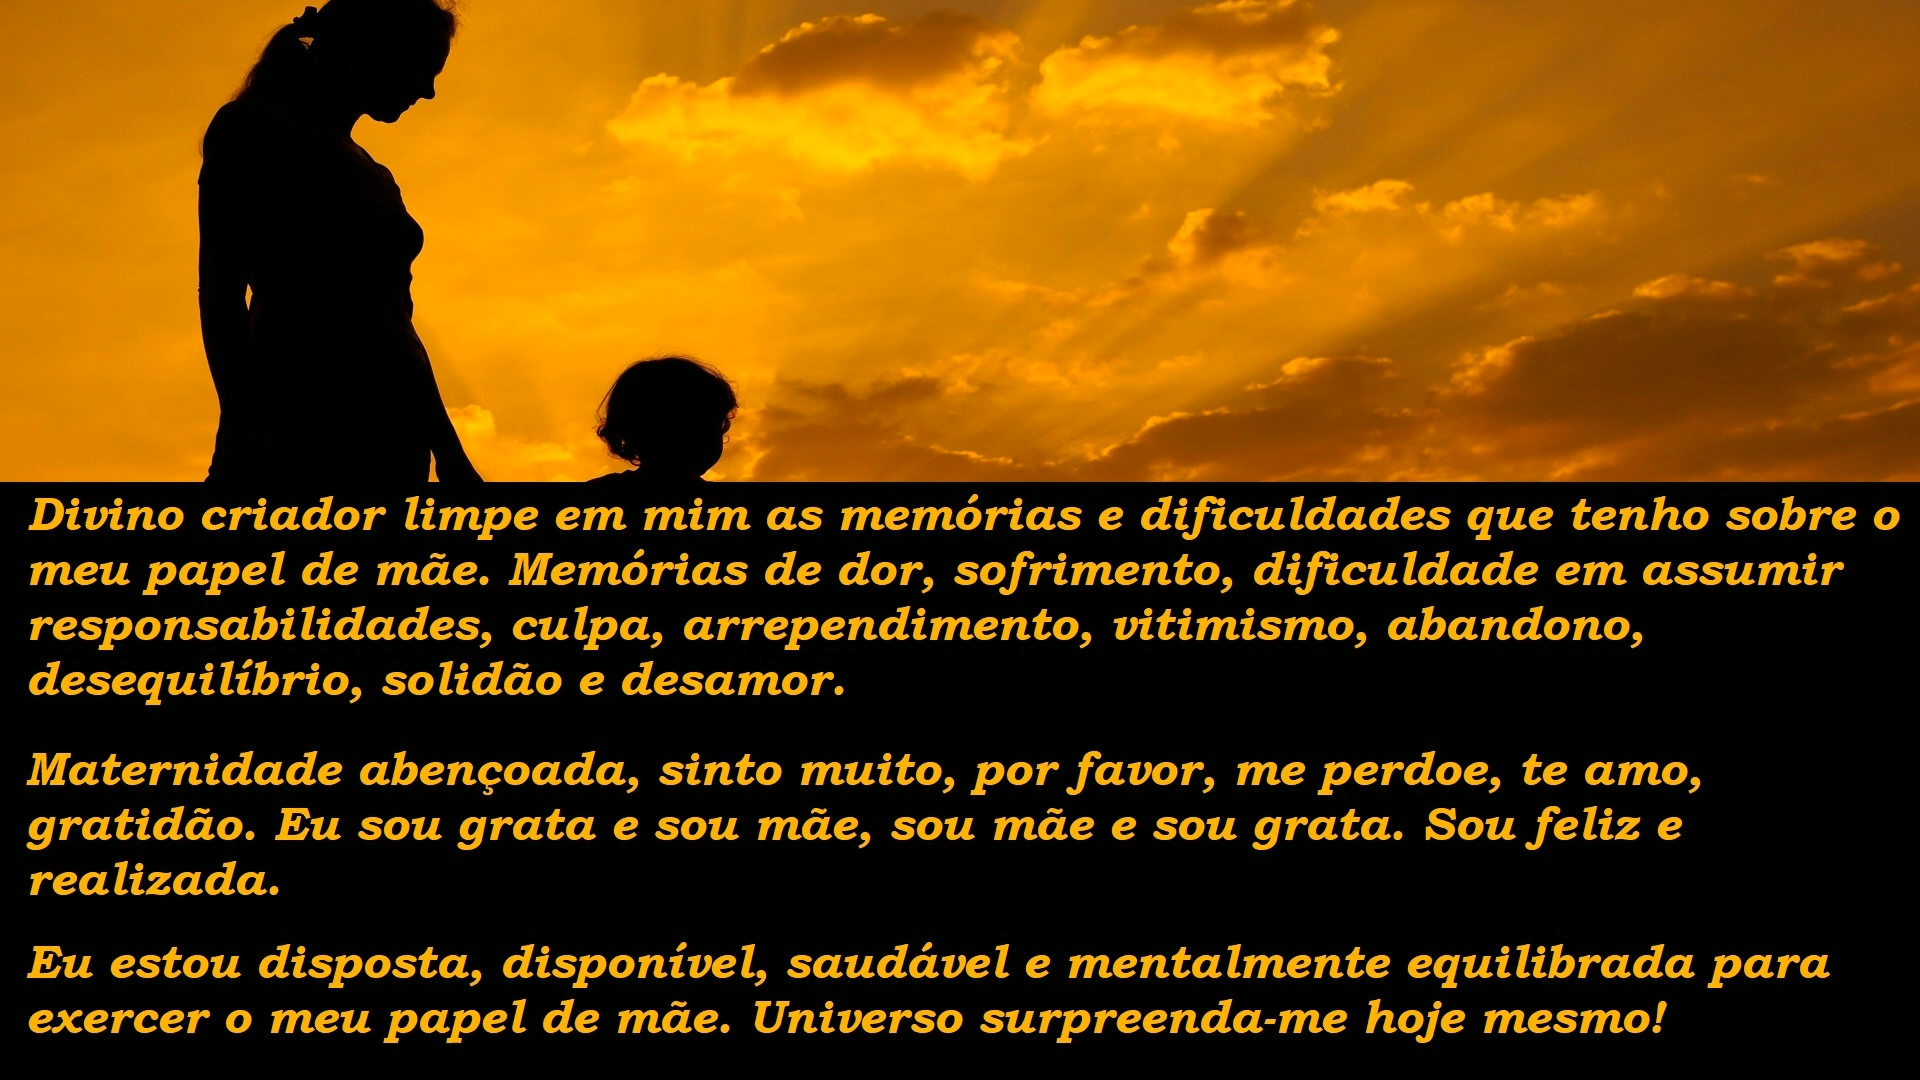 Divino criador limpe em mim as memórias e dificuldades que tenho sobre o
meu papel de mãe. Memórias de dor, sofrimento, dificuldade em assumir
responsabilidades, culpa, arrependimento, vitimismo, abandono,
desequilíbrio, solidão e desamor.
Maternidade abençoada, sinto muito, por favor, me perdoe, te amo,
gratidão. Eu sou grata e sou mãe, sou mãe e sou grata. Sou feliz e
realizada.
Eu estou disposta, disponível, saudável e mentalmente equilibrada para
exercer o meu papel de mãe. Universo surpreenda-me hoje mesmo!